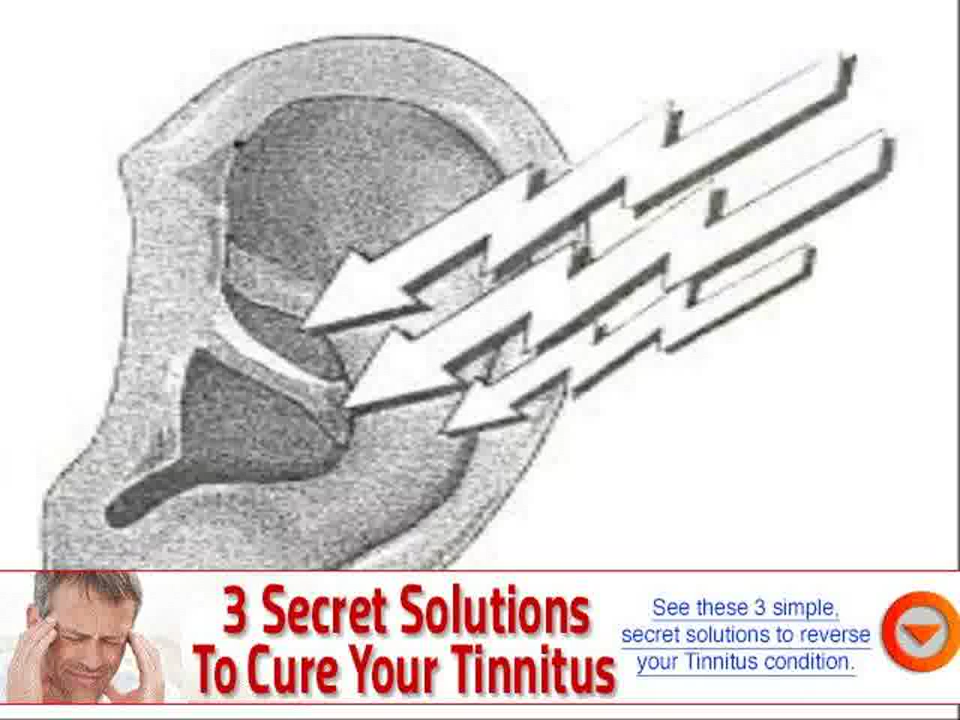 3 Secret Solutions
To Cure Your Tinnitus
See these 3 simple,
secret solutions to reverse
your Tinnitus condition.